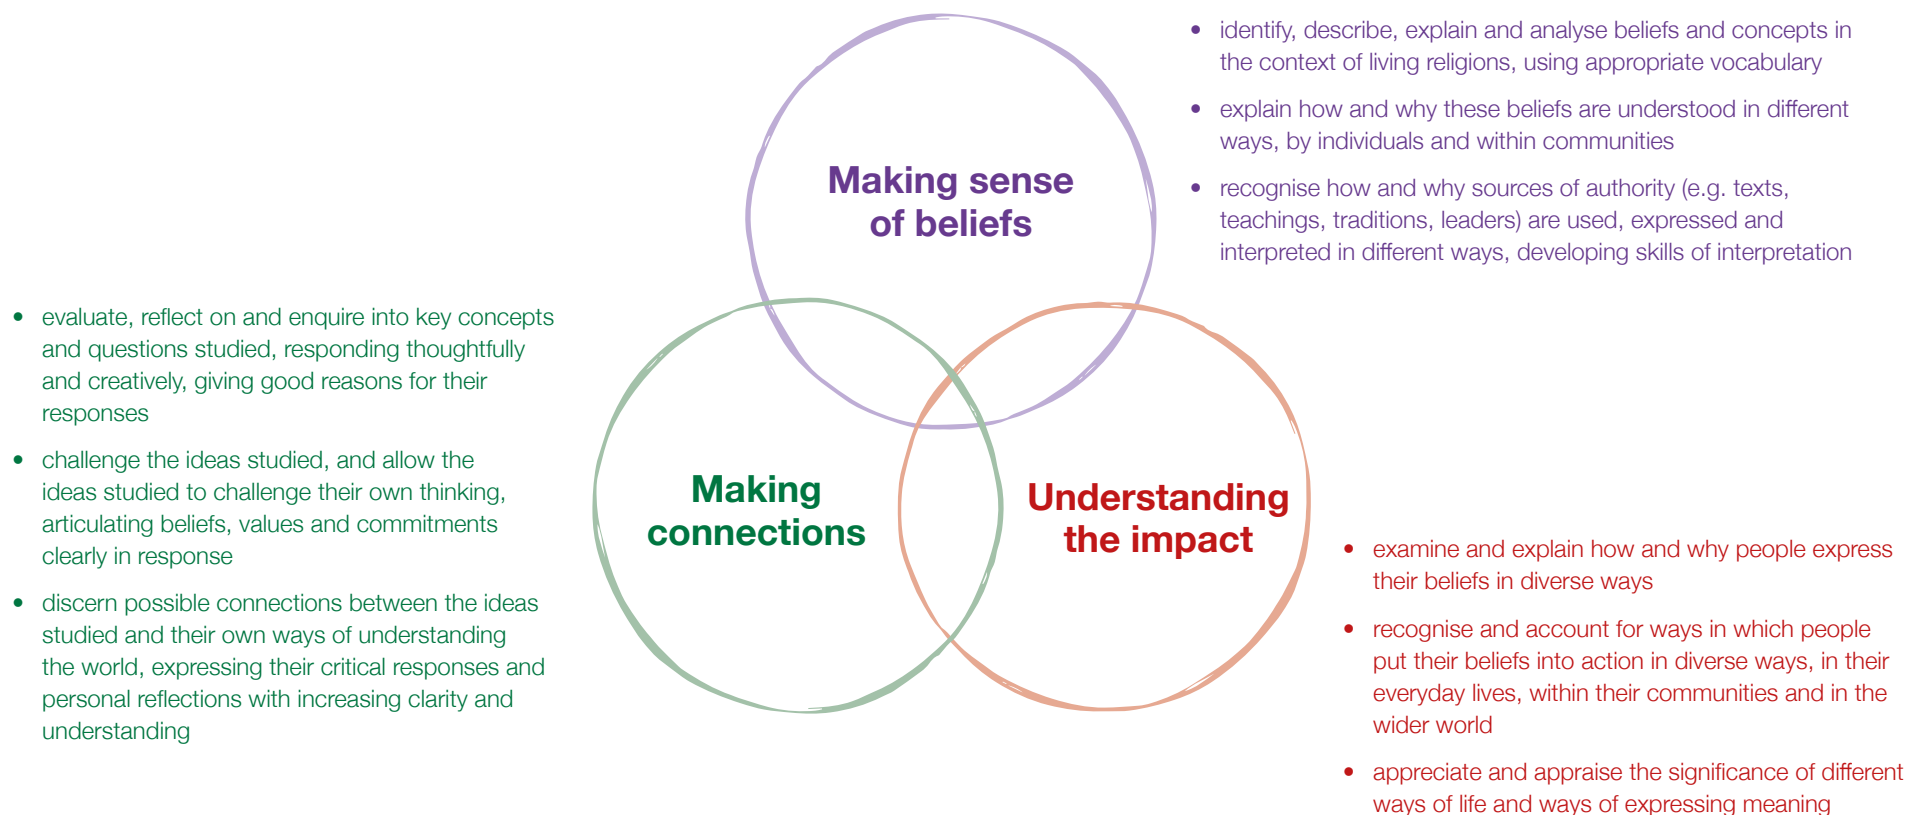 • identify, describe, explain and analyse beliefs and concepts in
the context of living religions, using appropriate vocabulary
• explain how and why these beliefs are understood in different
ways, by individuals and within communities
• recognise how and why sources of authority (e.g. texts,
teachings, traditions, leaders) are used, expressed and
interpreted in different ways, developing skills of interpretation
Making sense
of beliefs
• evaluate, reflect on and enquire into key concepts
and questions studied, responding thoughtfully
and creatively, giving good reasons for their
responses
• challenge the ideas studied, and allow the
ideas studied to challenge their own thinking,
articulating beliefs, values and commitments
clearly in response
• discern possible connections between the ideas
studied and their own ways of understanding
the world, expressing their critical responses and
personal reflections with increasing clarity and
understanding
Making
connections
Understanding
the impact
• examine and explain how and why people express
their beliefs in diverse ways
• recognise and account for ways in which people
put their beliefs into action in diverse ways, in their
everyday lives, within their communities and in the
wider world
• appreciate and appraise the significance of different
ways of life and ways of expressing meaning